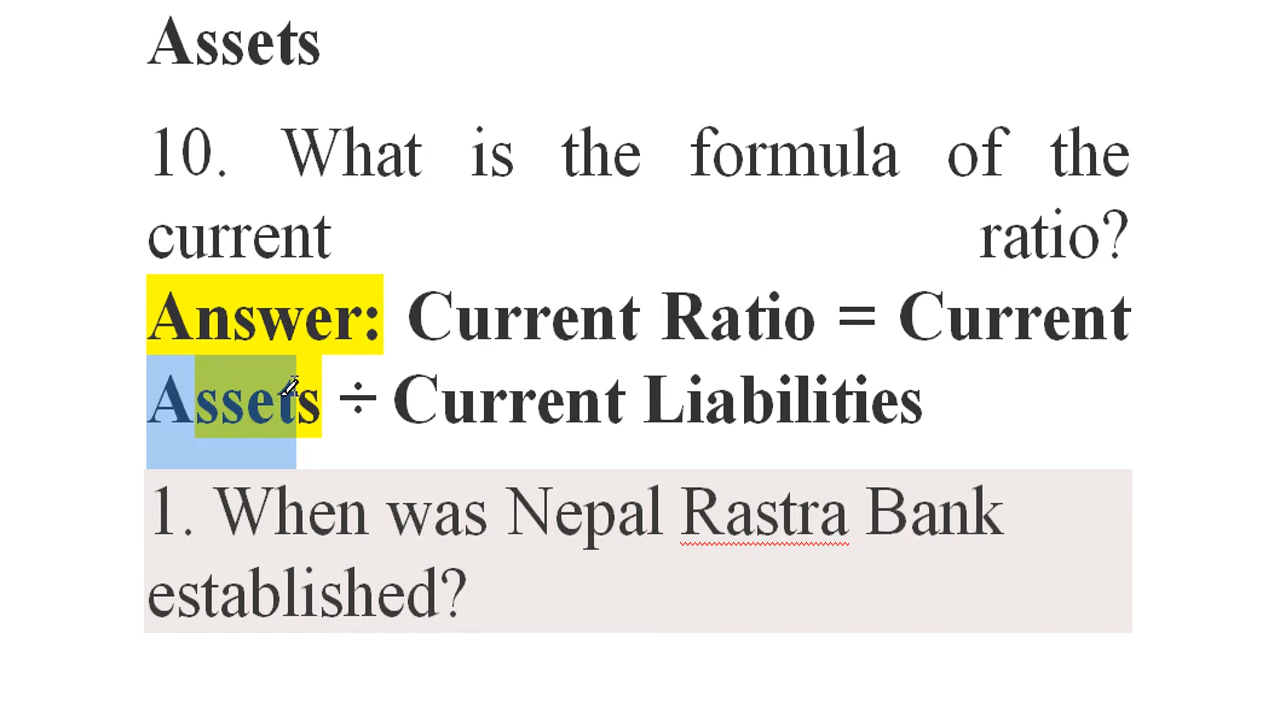 Assets
10. What is the formula of the
current ratio?
Answer: Current Ratio = Current
Assets ÷ Current Liabilities
1. When was Nepal Rastra Bank
established?